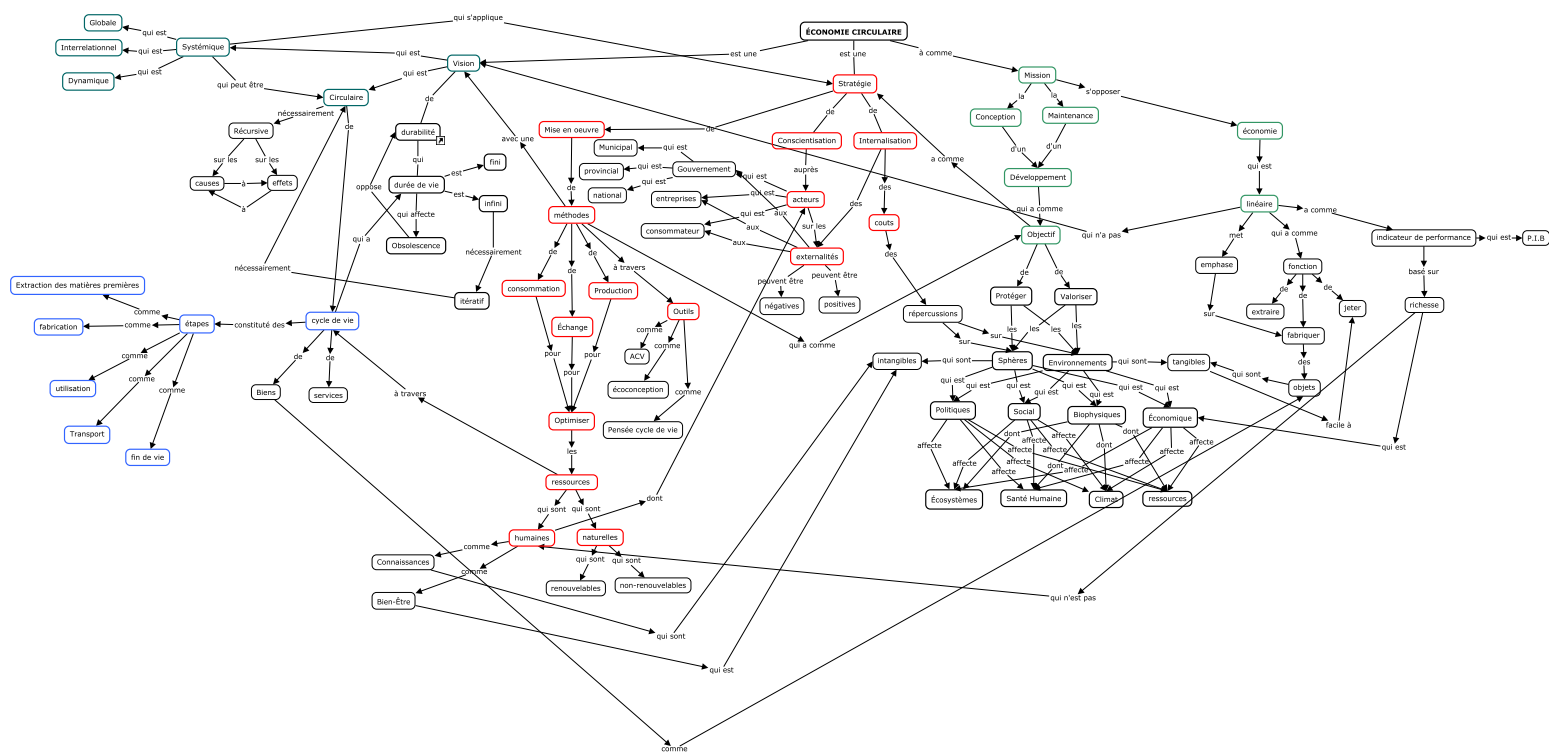 qui s'applique
Globale
ÉCONOMIE CIRCULAIRE
qui est
Interrelationnel
qui est
Systémique
qui est
est une
est une
à comme
Vision
Dynamique
qui est
qui peut être
qui est
Stratégie
Mission
s'opposer
Circulaire
de
la
la
nécessairement
de
de
de
de
Conception
Maintenance
Récursive
durabilité
Mise en oeuvre
Conscientisation
Internalisation
économie
avec une
Municipal
qui est
d'un
d'un
sur les
sur les
qui
fini
a comme
est
provincial
qui est
Gouvernement
auprès
qui est
causes
à
effets
oppose
durée de vie
de
national
qui est
qui est
des
Développement
est
qui est
entreprises
acteurs
linéaire
à
qui affecte
infini
méthodes
qui est
aux
des
qui a comme
a comme
couts
sur les
consommateur
aux
qui n'a pas
met
qui a comme
Objectif
indicateur de performance
qui est
P.I.B
qui a
Obsolescence
aux
nécessairement
de
de
de
à travers
externalités
des
emphase
fonction
nécessairement
peuvent être
peuvent être
de
de
basé sur
Extraction des matières premières
consommation
Production
Protéger
Valoriser
de
de
de
itératif
négatives
positives
extraire
jeter
richesse
comme
Outils
répercussions
les
les
les
les
sur
fabrication
comme
étapes
constitué des
cycle de vie
Échange
comme
comme
sur
sur
fabriquer
comme
de
de
pour
pour
pour
ACV
qui a comme
des
intangibles
qui sont
Sphères
Environnements
qui sont
tangibles
qui sont
utilisation
comme
écoconception
qui est
qui est
qui est
qui est
qui est
qui est
qui est
objets
comme
Biens
services
à travers
comme
Politiques
Social
Biophysiques
Économique
Transport
Optimiser
Pensée cycle de vie
facile à
affecte
dont
affecte
affecte
affecte
affecte
qui est
fin de vie
les
affecte
affecte
dont
affecte
affecte
ressources
Écosystèmes
Santé Humaine
Climat
ressources
qui sont
qui sont
dont
humaines
naturelles
comme
Connaissances
qui sont
qui sont
comme
renouvelables
non-renouvelables
Bien-Être
qui n'est pas
qui sont
qui est
comme